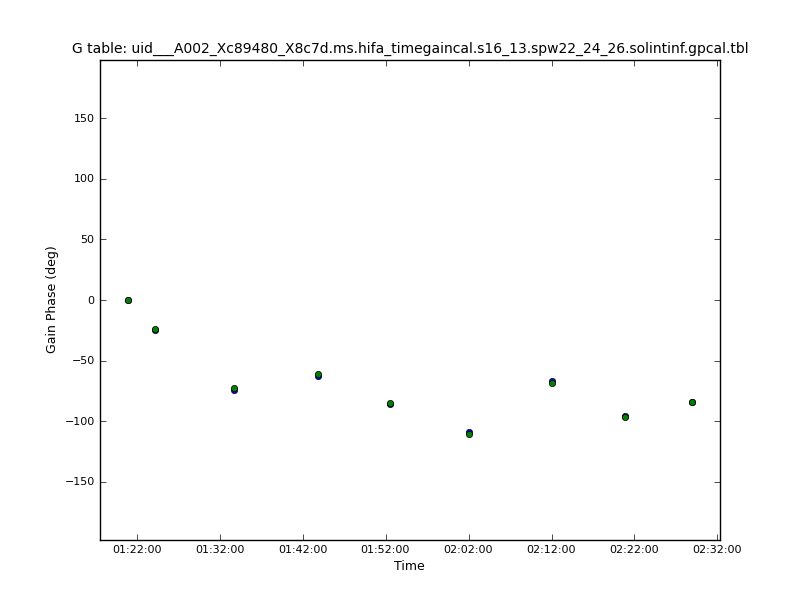 G table: uid___A002_Xc89480_X8c7d.ms.hifa_timegaincal.s16_13.spw22_24_26.solintinf.gpcal.tbl
150
100
50
0
−50
−100
−150
Gain Phase (deg)
01:22:00 01:32:00 01:42:00 01:52:00 02:02:00 02:12:00 02:22:00 02:32:00
Time